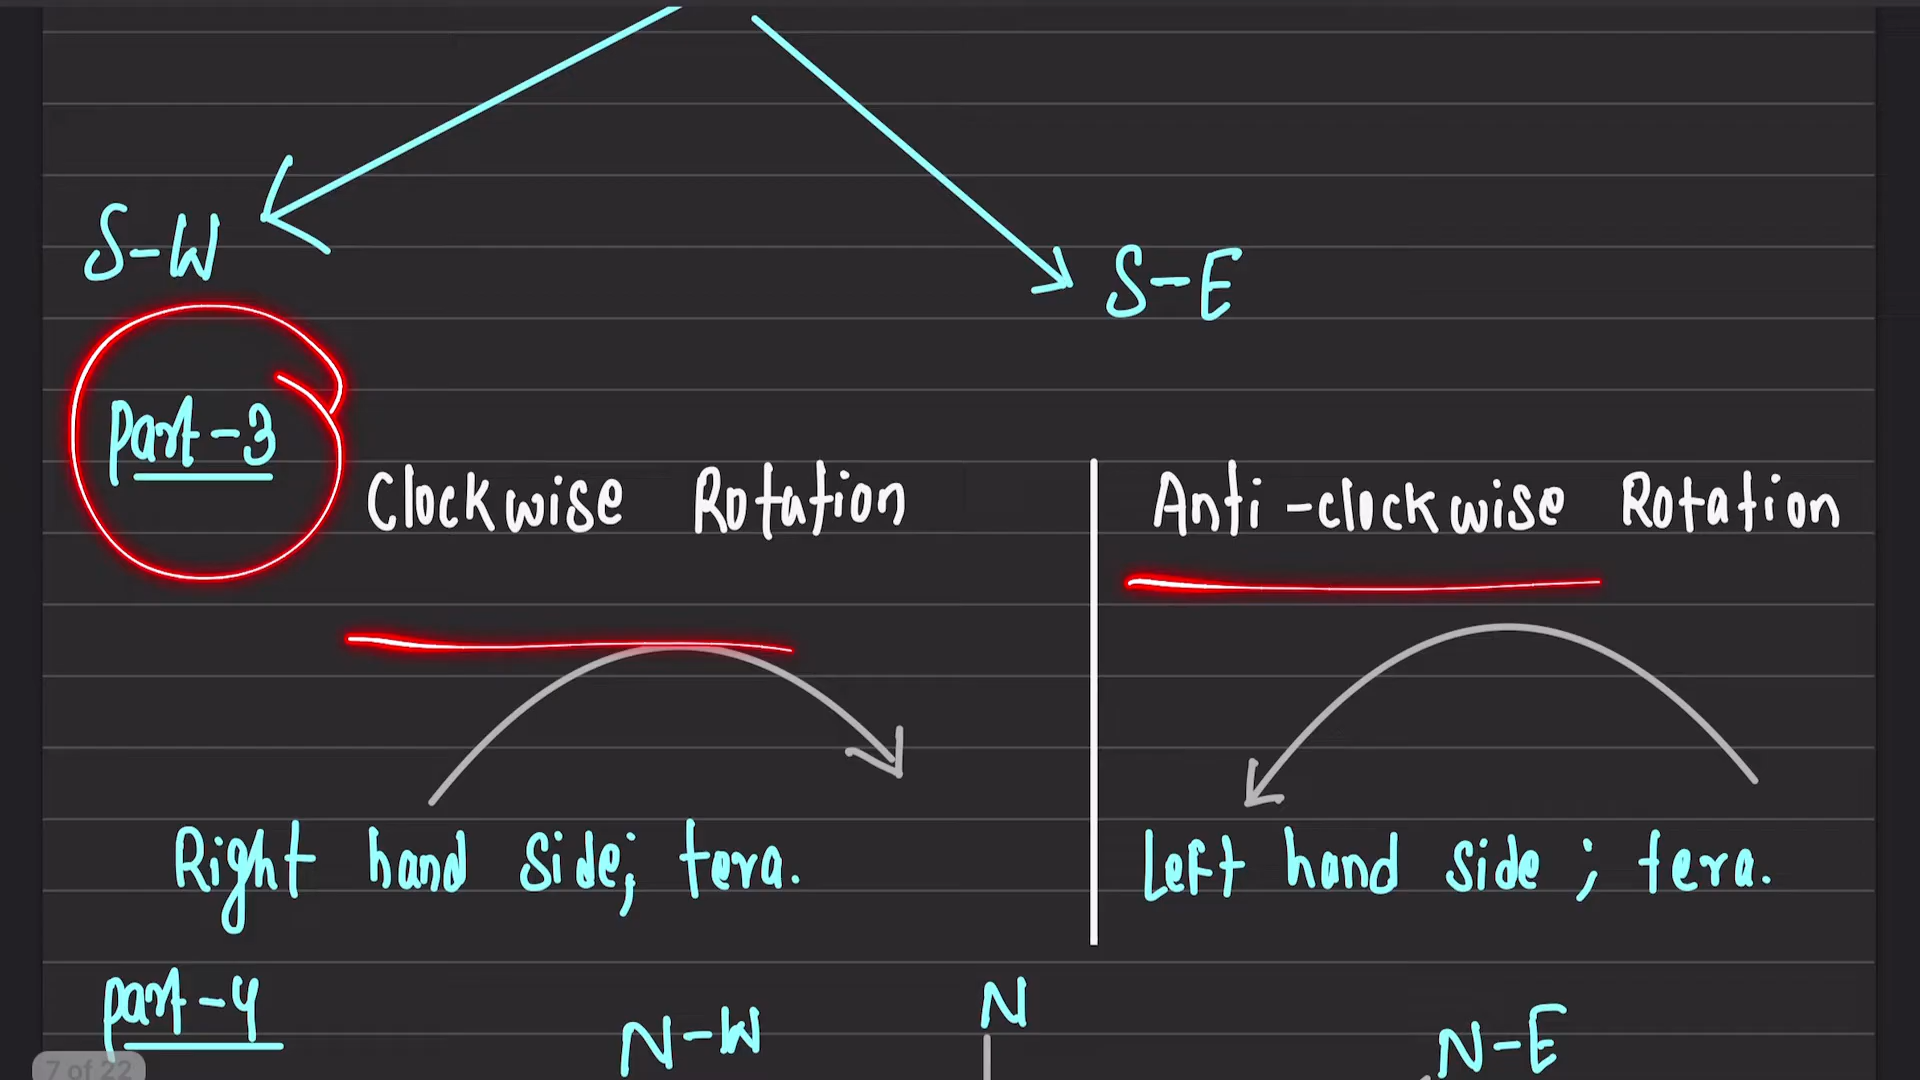 S-W
S-E
Part-3
Clockwise Rotation
Anti-clockwise Rotation
Right hand side; tera.
Left hand side ; tera.
part-4
N
N-W
N-E
7 of 22